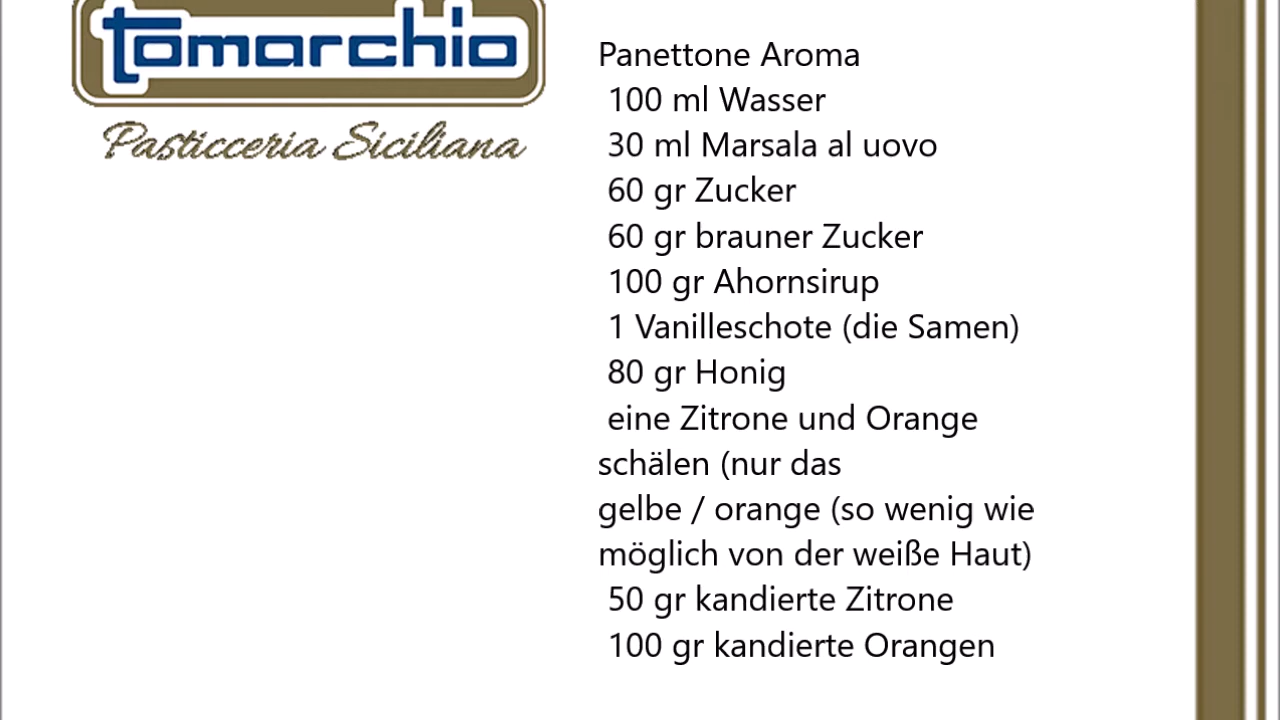 tomarchio
Pasticceria Siciliana
Panettone Aroma
100 ml Wasser
30 ml Marsala al uovo
60 gr Zucker
60 gr brauner Zucker
100 gr Ahornsirup
1 Vanilleschote (die Samen)
80 gr Honig
eine Zitrone und Orange
schälen (nur das
gelbe / orange (so wenig wie
möglich von der weiße Haut)
50 gr kandierte Zitrone
100 gr kandierte Orangen